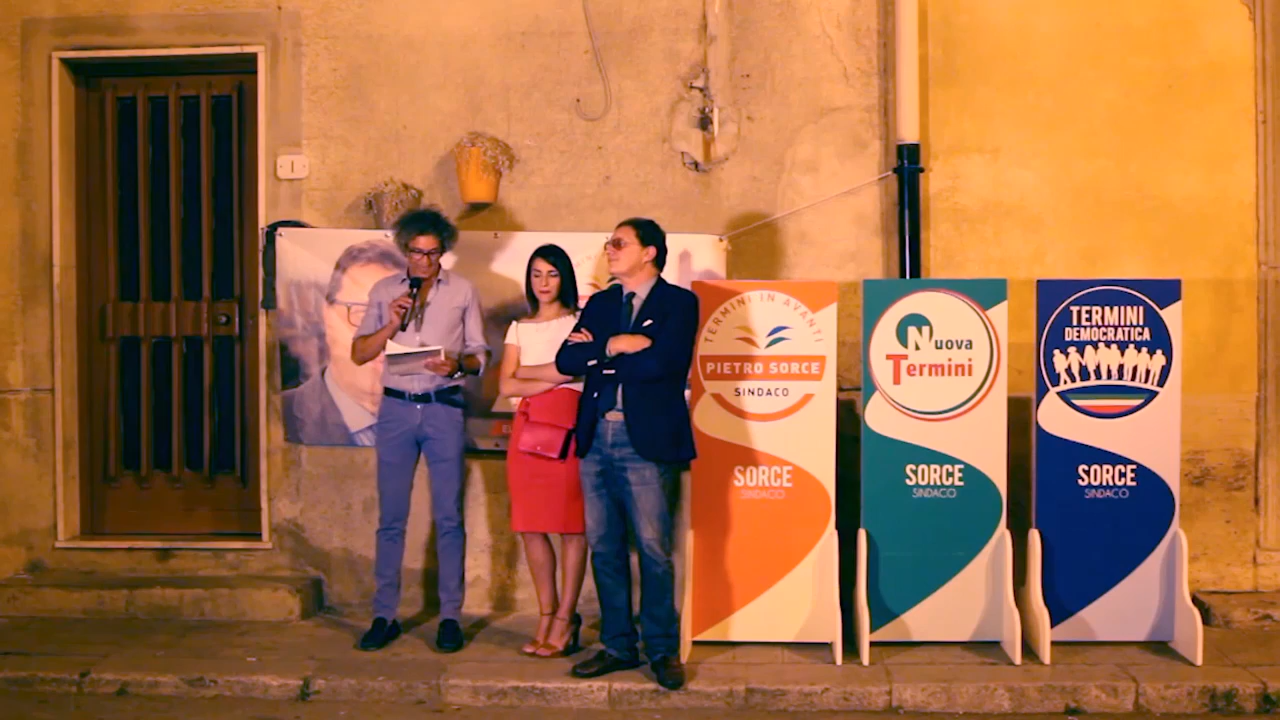 TERMINI IN AVANTI
PIETRO SORCE
SINDACO
SORCE
SINDACO
Nuova
Termini
SORCE
SINDACO
TERMINI
DEMOCRATICA
SORCE
SINDACO